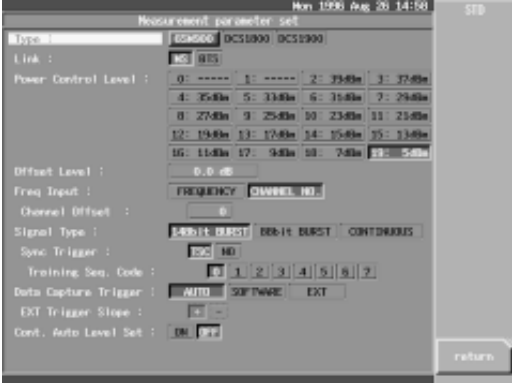 Mon 1996 Aug 26 14:58
STD
Measurement parameter set
Type : GSM900 DCS1800 DCS1900
Link : MS BTS
Power Control Level : 0: ----- 1: ----- 2: 39dBm 3: 37dBm
4: 35dBm 5: 33dBm 6: 31dBm 7: 29dBm
8: 27dBm 9: 25dBm 10: 23dBm 11: 21dBm
12: 19dBm 13: 17dBm 14: 15dBm 15: 13dBm
16: 11dBm 17: 9dBm 18: 7dBm 19: 5dBm
Offset Level : 0.0 dB
Freq Input : FREQUENCY CHANNEL NO.
Channel Offset : 0
Signal Type : 148bit BURST 88bit BURST CONTINUOUS
Sync Trigger : TSC NO
Training Seq. Code : 0 1 2 3 4 5 6 7
Data Capture Trigger : AUTO SOFTWARE EXT
EXT Trigger Slope : + -
Cont. Auto Level Set : ON OFF
return